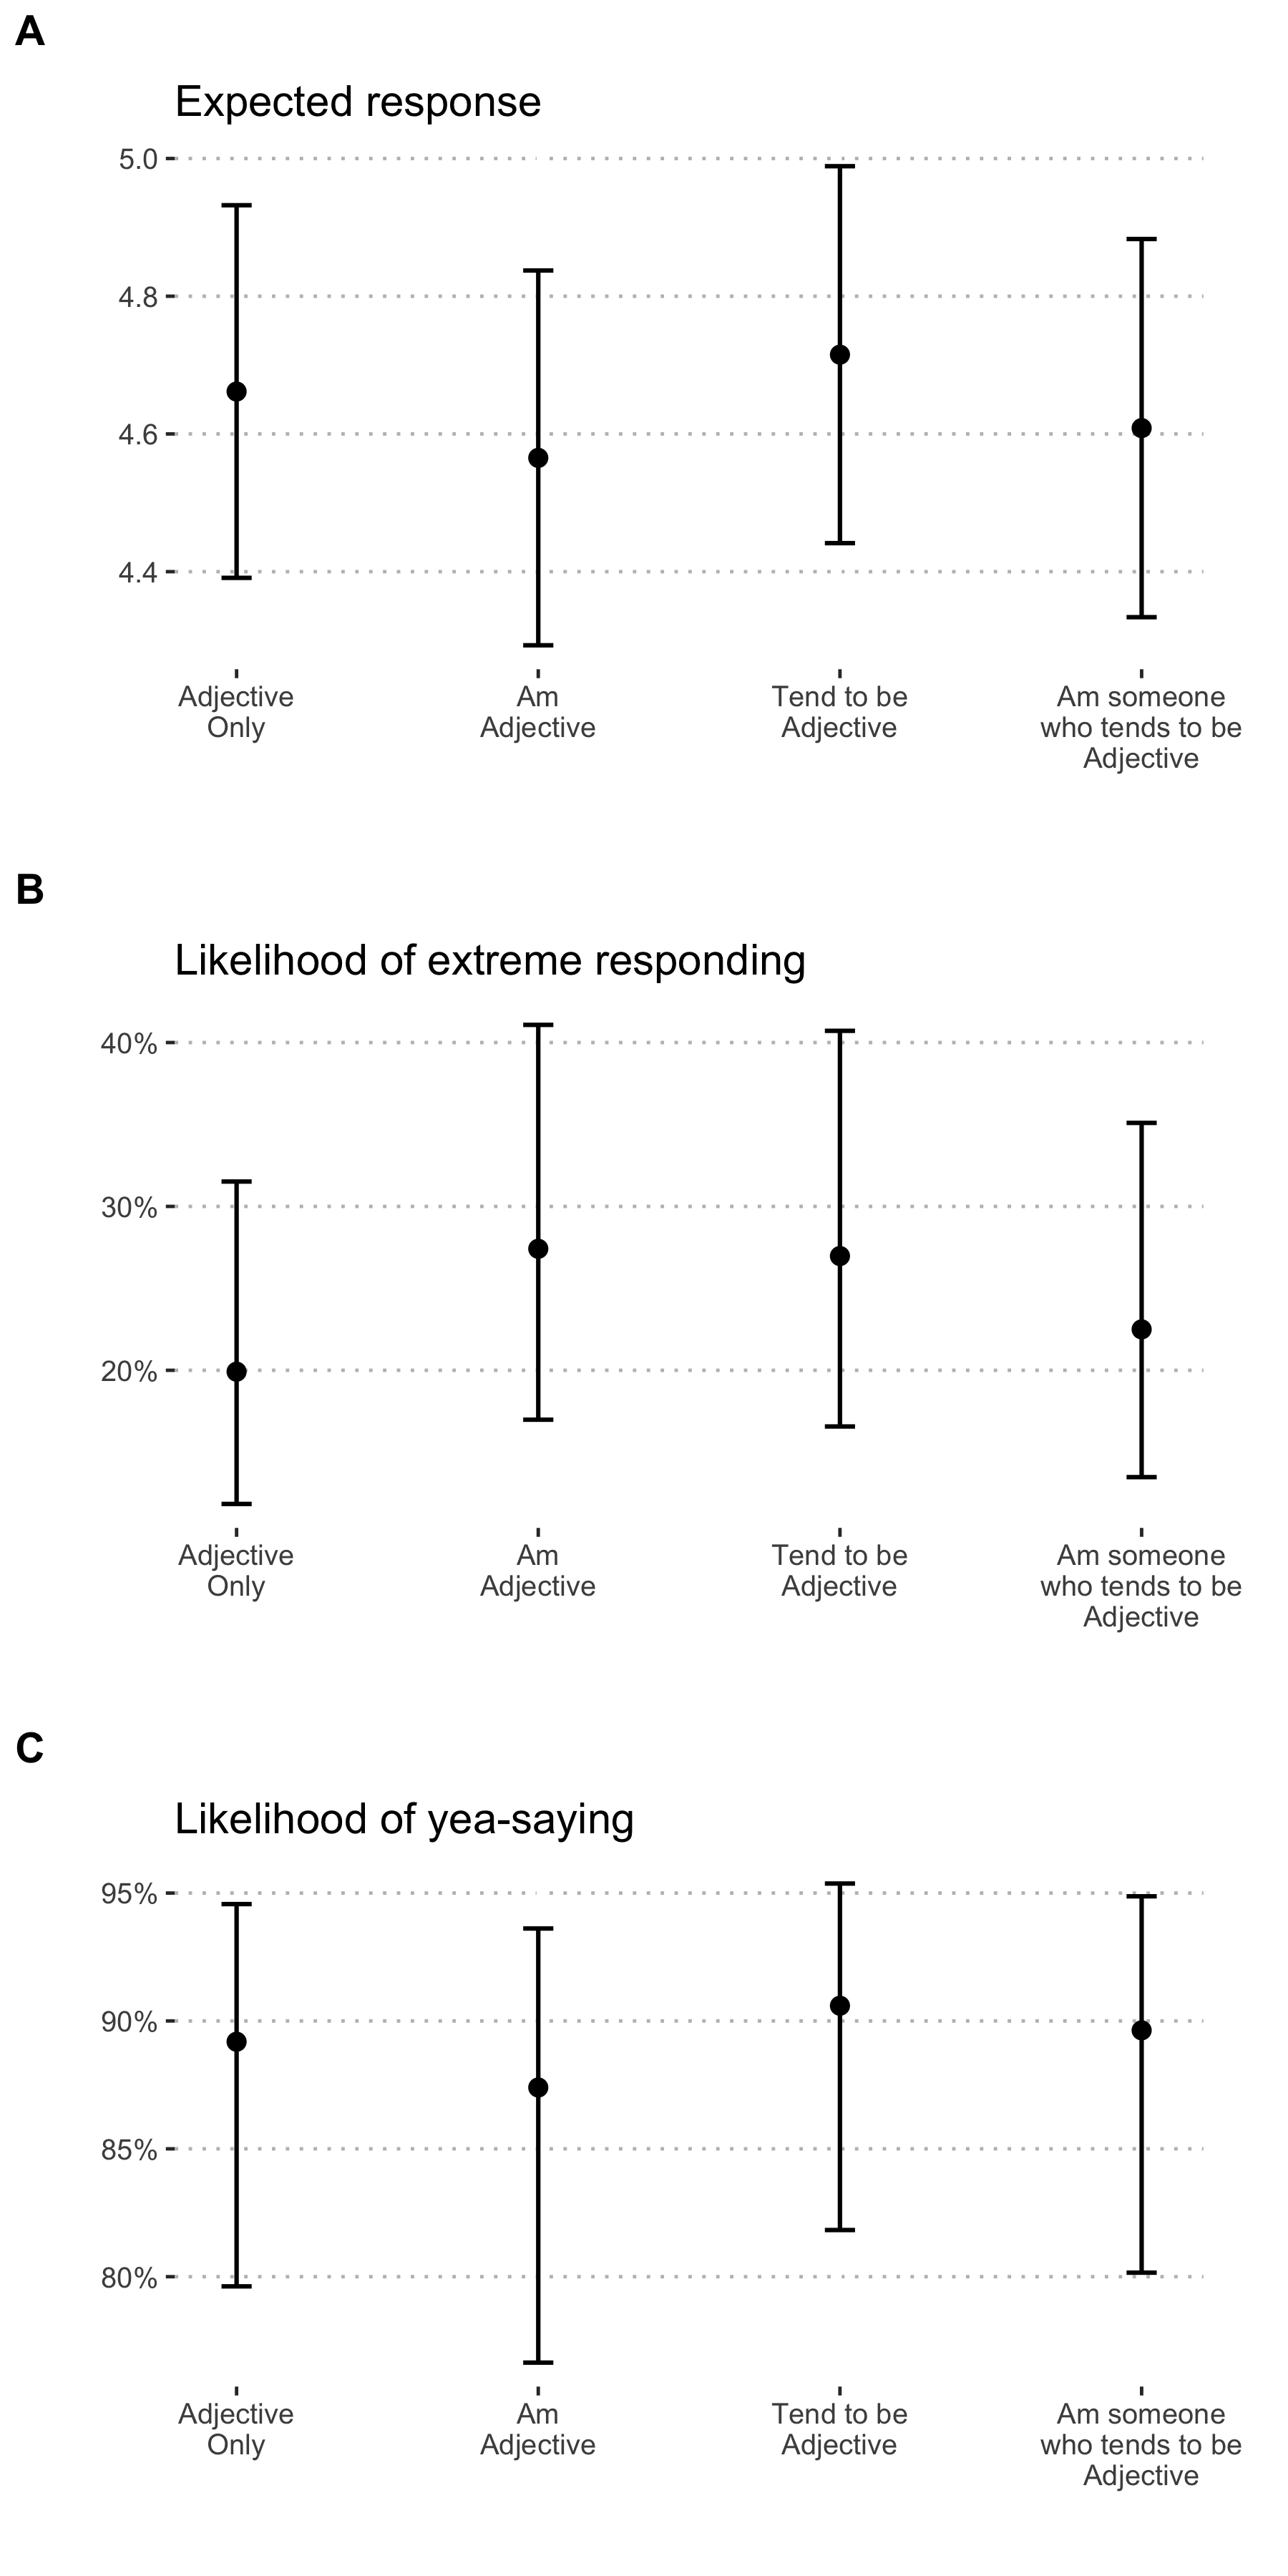 A
Expected response
5.0
4.8
4.6
4.4
Adjective
Only
Am
Adjective
Tend to be
Adjective
Am someone
who tends to be
Adjective
B
Likelihood of extreme responding
40%
30%
20%
Adjective
Only
Am
Adjective
Tend to be
Adjective
Am someone
who tends to be
Adjective
C
Likelihood of yea-saying
95%
90%
85%
80%
Adjective
Only
Am
Adjective
Tend to be
Adjective
Am someone
who tends to be
Adjective